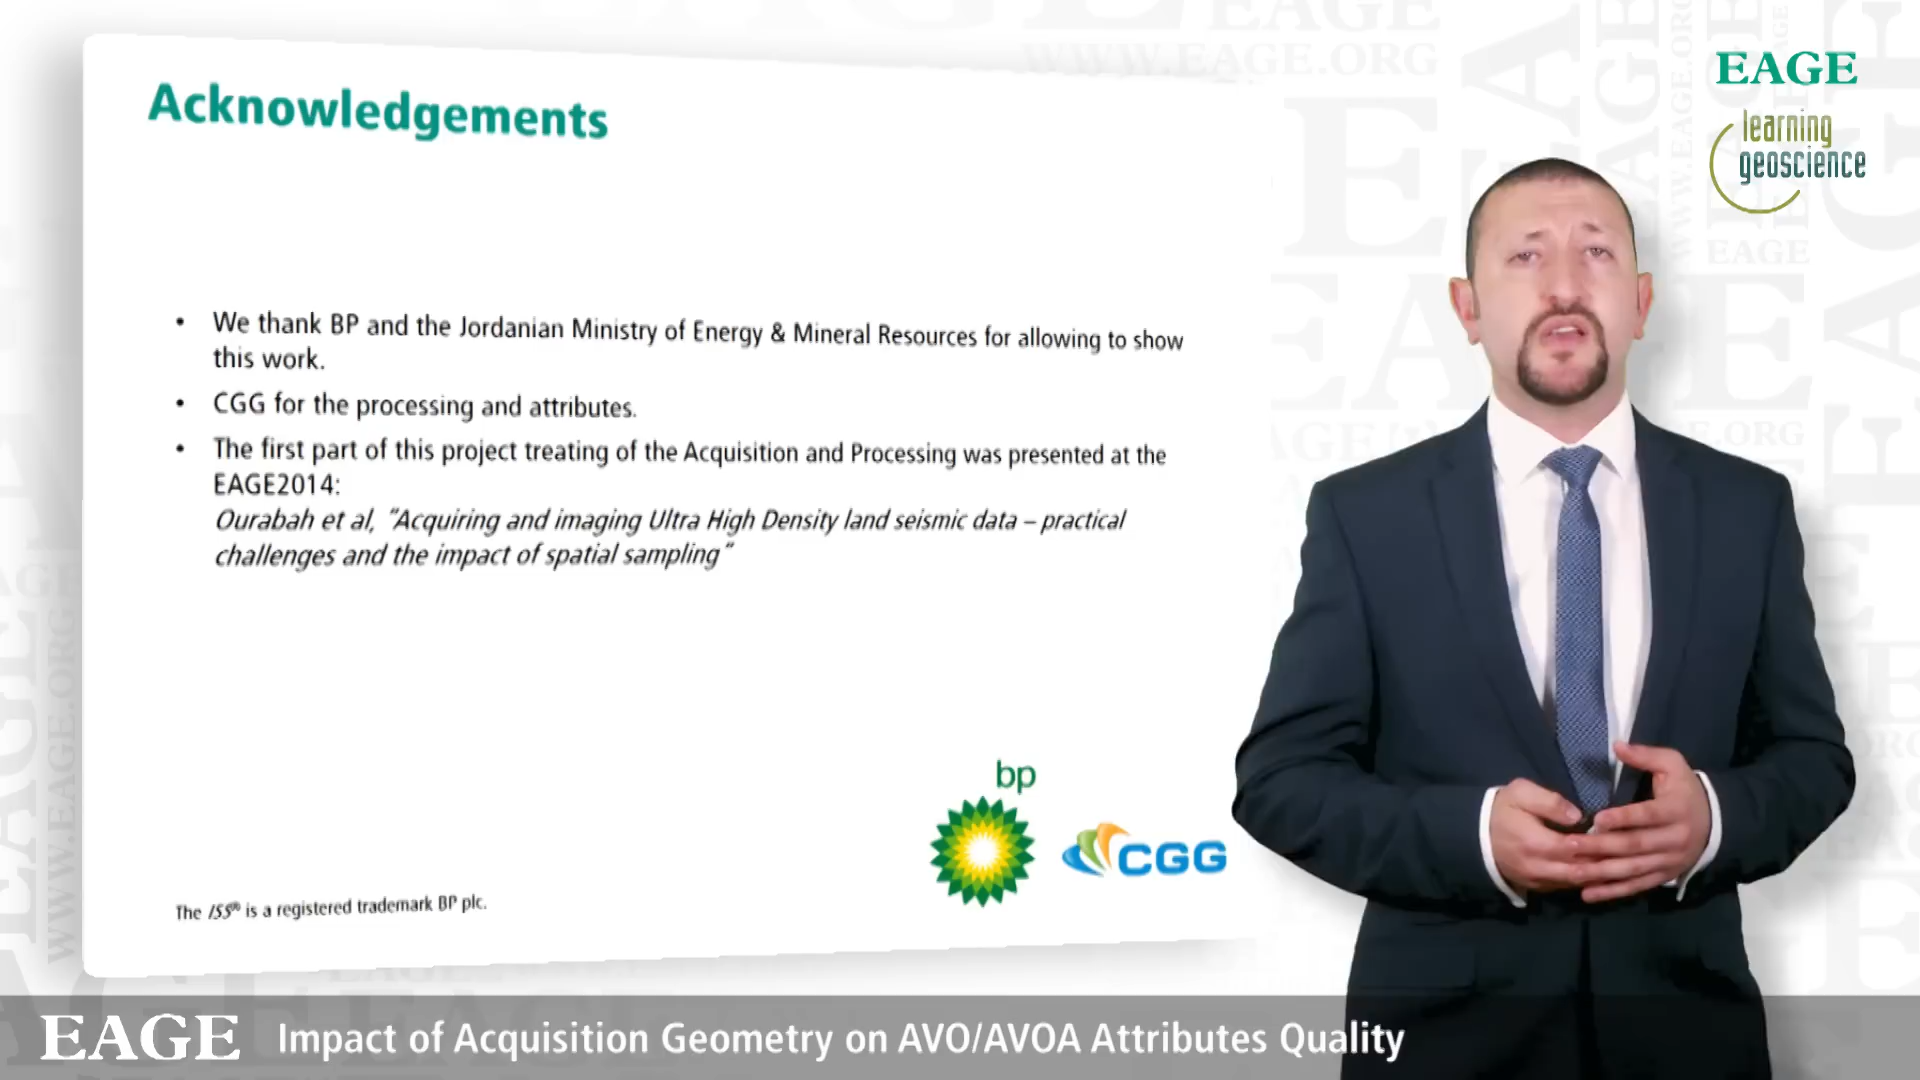 EAGE
WWW.EAGE.ORG
EAGE
learning
geoscience
Acknowledgements
• We thank BP and the Jordanian Ministry of Energy & Mineral Resources for allowing to show
this work.
• CGG for the processing and attributes.
• The first part of this project treating of the Acquisition and Processing was presented at the
EAGE2014:
Ourabah et al, "Acquiring and imaging Ultra High Density land seismic data – practical
challenges and the impact of spatial sampling"
bp
CGG
The ISS® is a registered trademark BP plc.
EAGE Impact of Acquisition Geometry on AVO/AVOA Attributes Quality